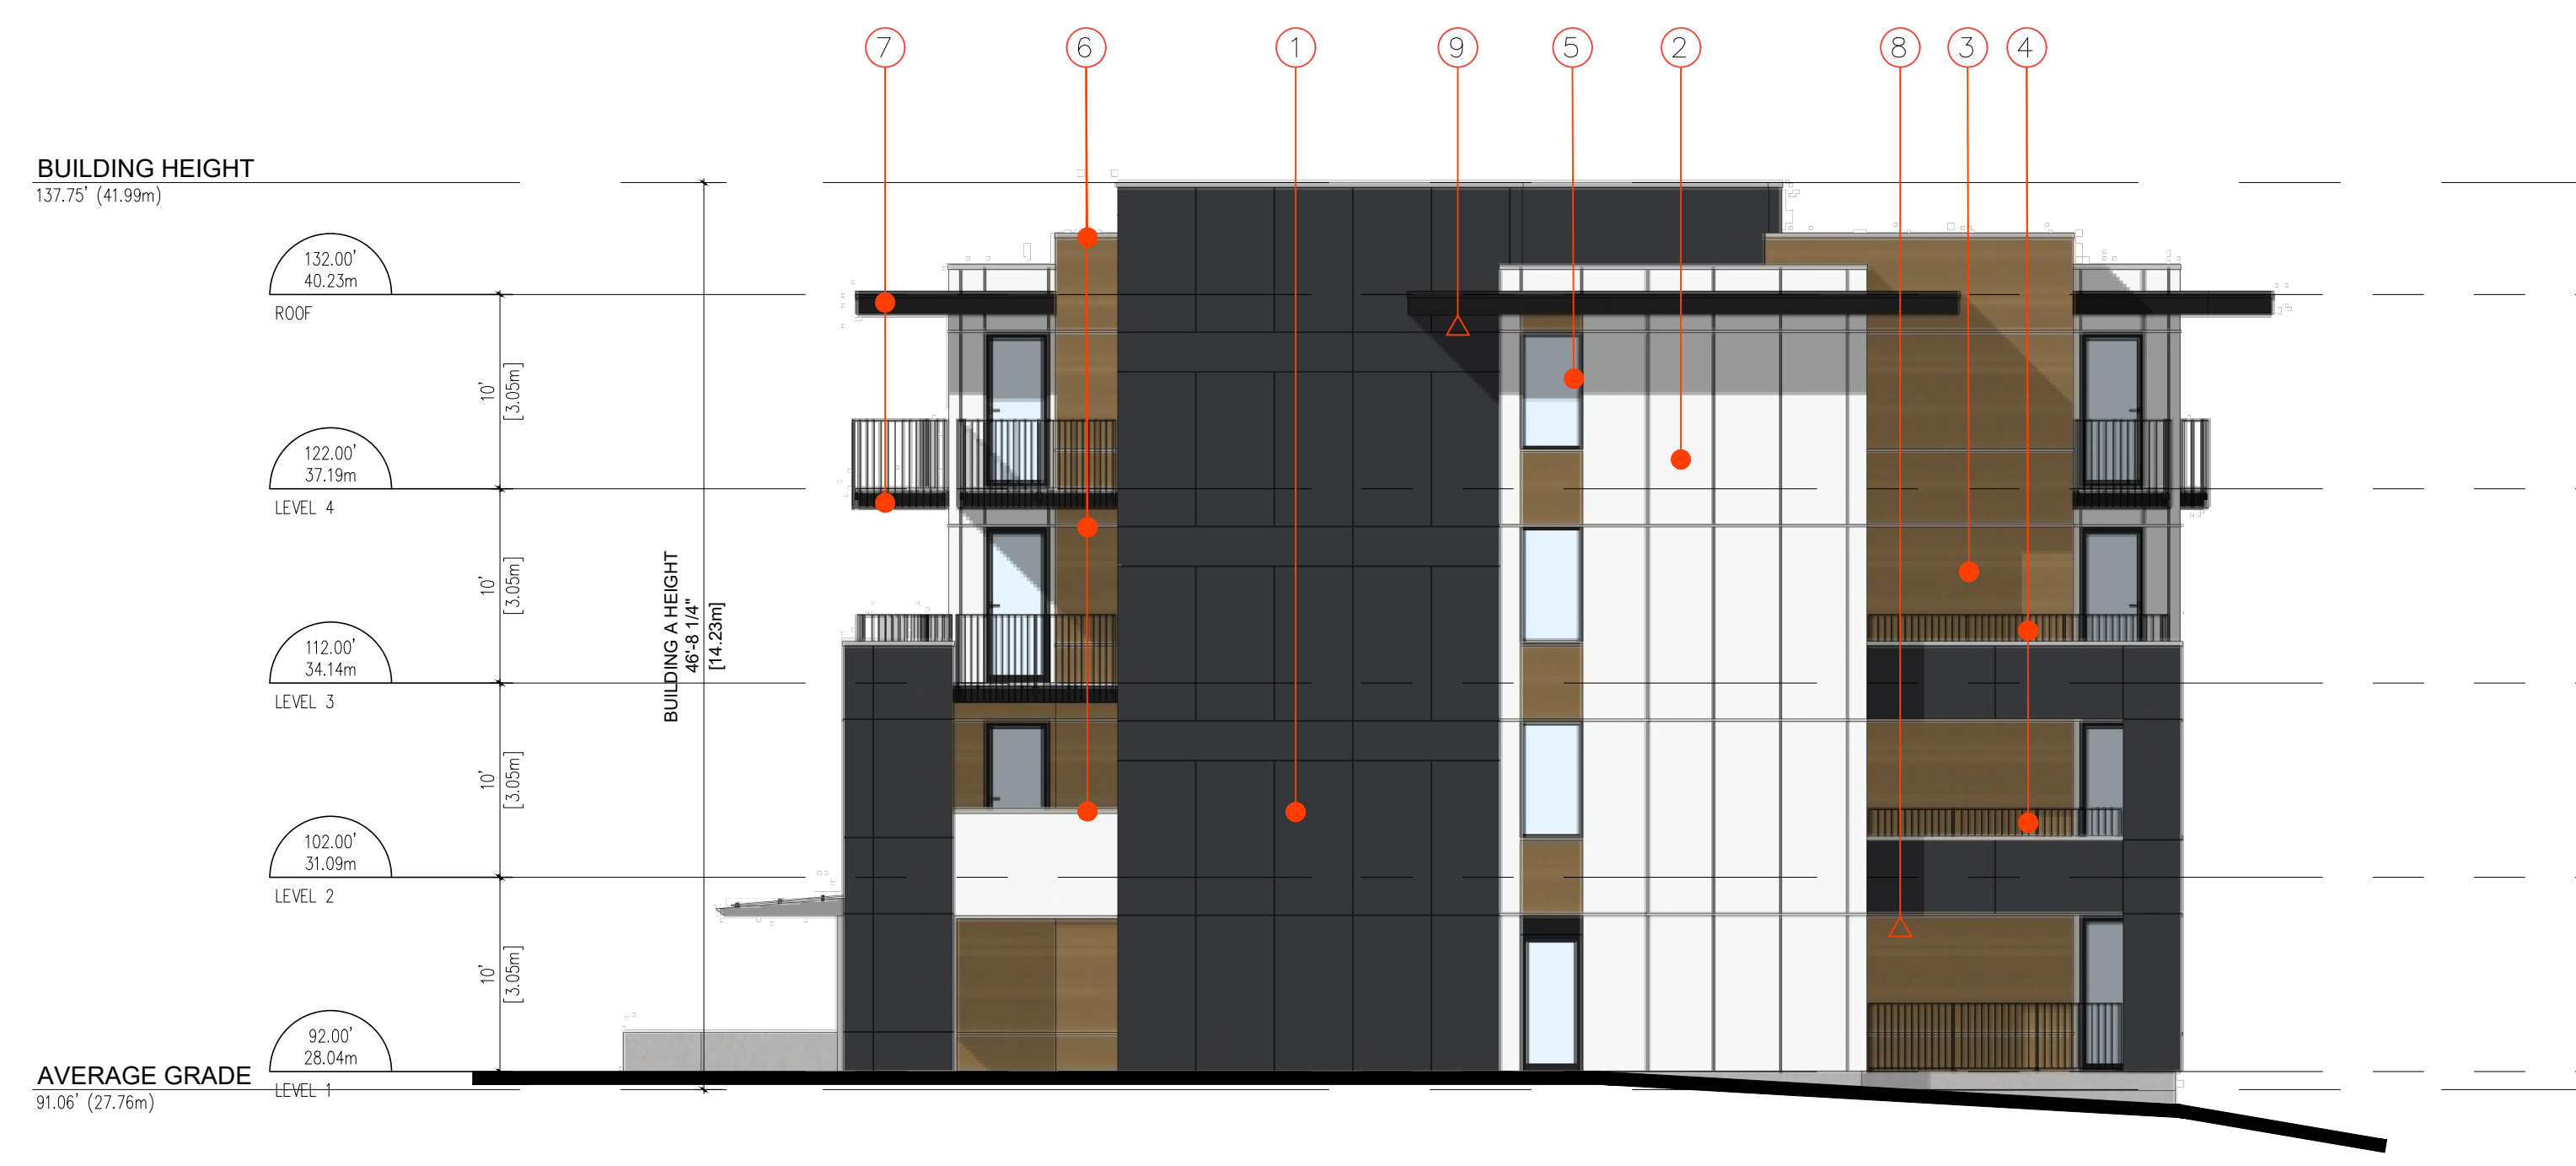 7 6 1 9 5 2 8 3 4
BUILDING HEIGHT
137.75' (41.99m)
132.00'
40.23m
ROOF
10'
[3.05m]
122.00'
37.19m
LEVEL 4
10'
[3.05m]
BUILDING A HEIGHT
46'-8 1/4"
[14.23m]
112.00'
34.14m
LEVEL 3
10'
[3.05m]
102.00'
31.09m
LEVEL 2
10'
[3.05m]
92.00'
28.04m
LEVEL 1
AVERAGE GRADE
91.06' (27.76m)